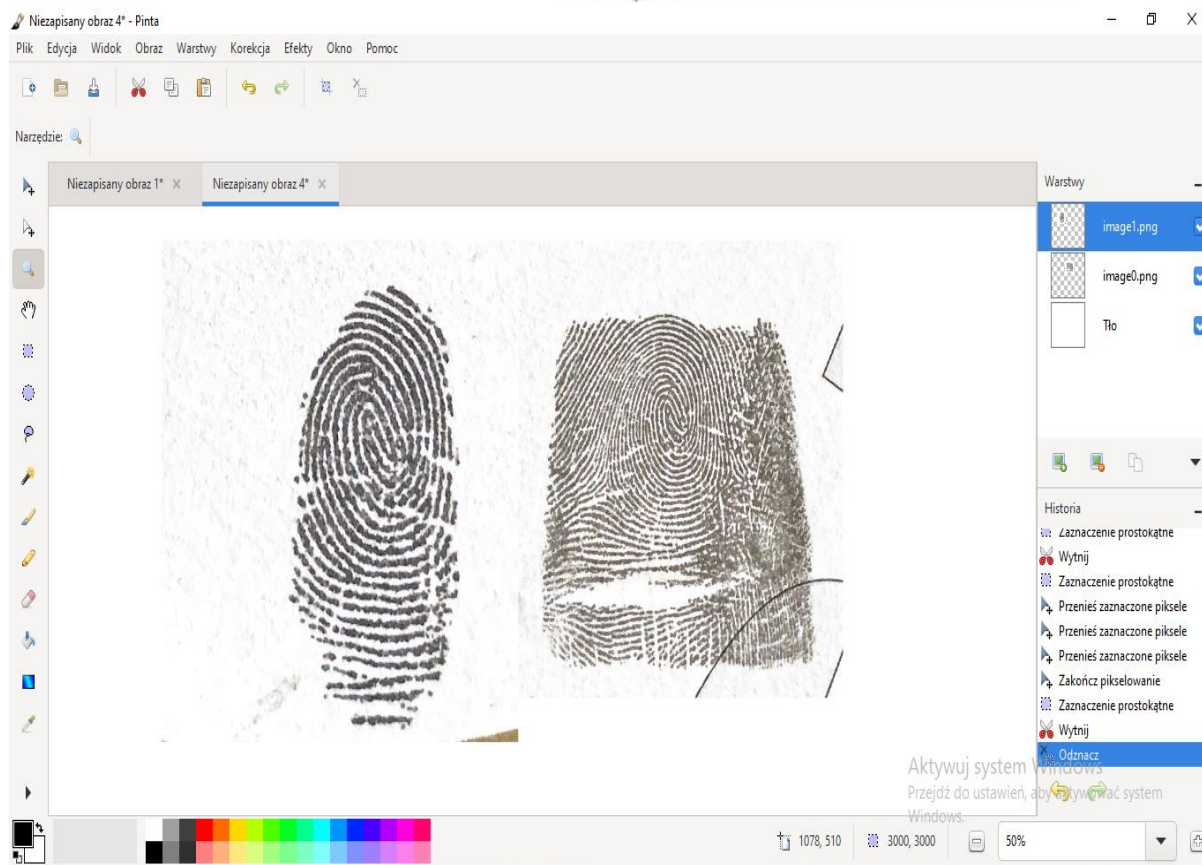 Niezapisany obraz 4* - Pinta
Plik Edycja Widok Obraz Warstwy Korekcja Efekty Okno Pomoc
Narzędzie:
Niezapisany obraz 1*
Niezapisany obraz 4*
Warstwy
image1.png
image0.png
Tło
Historia
Zaznaczenie prostokątne
Wytnij
Zaznaczenie prostokątne
Przenieś zaznaczone piksele
Przenieś zaznaczone piksele
Przenieś zaznaczone piksele
Zakończ pikselowanie
Zaznaczenie prostokątne
Wytnij
Odznacz
Aktywuj system Windows
Przejdź do ustawień, aby aktywować system
Windows.
1078, 510
3000, 3000
50%